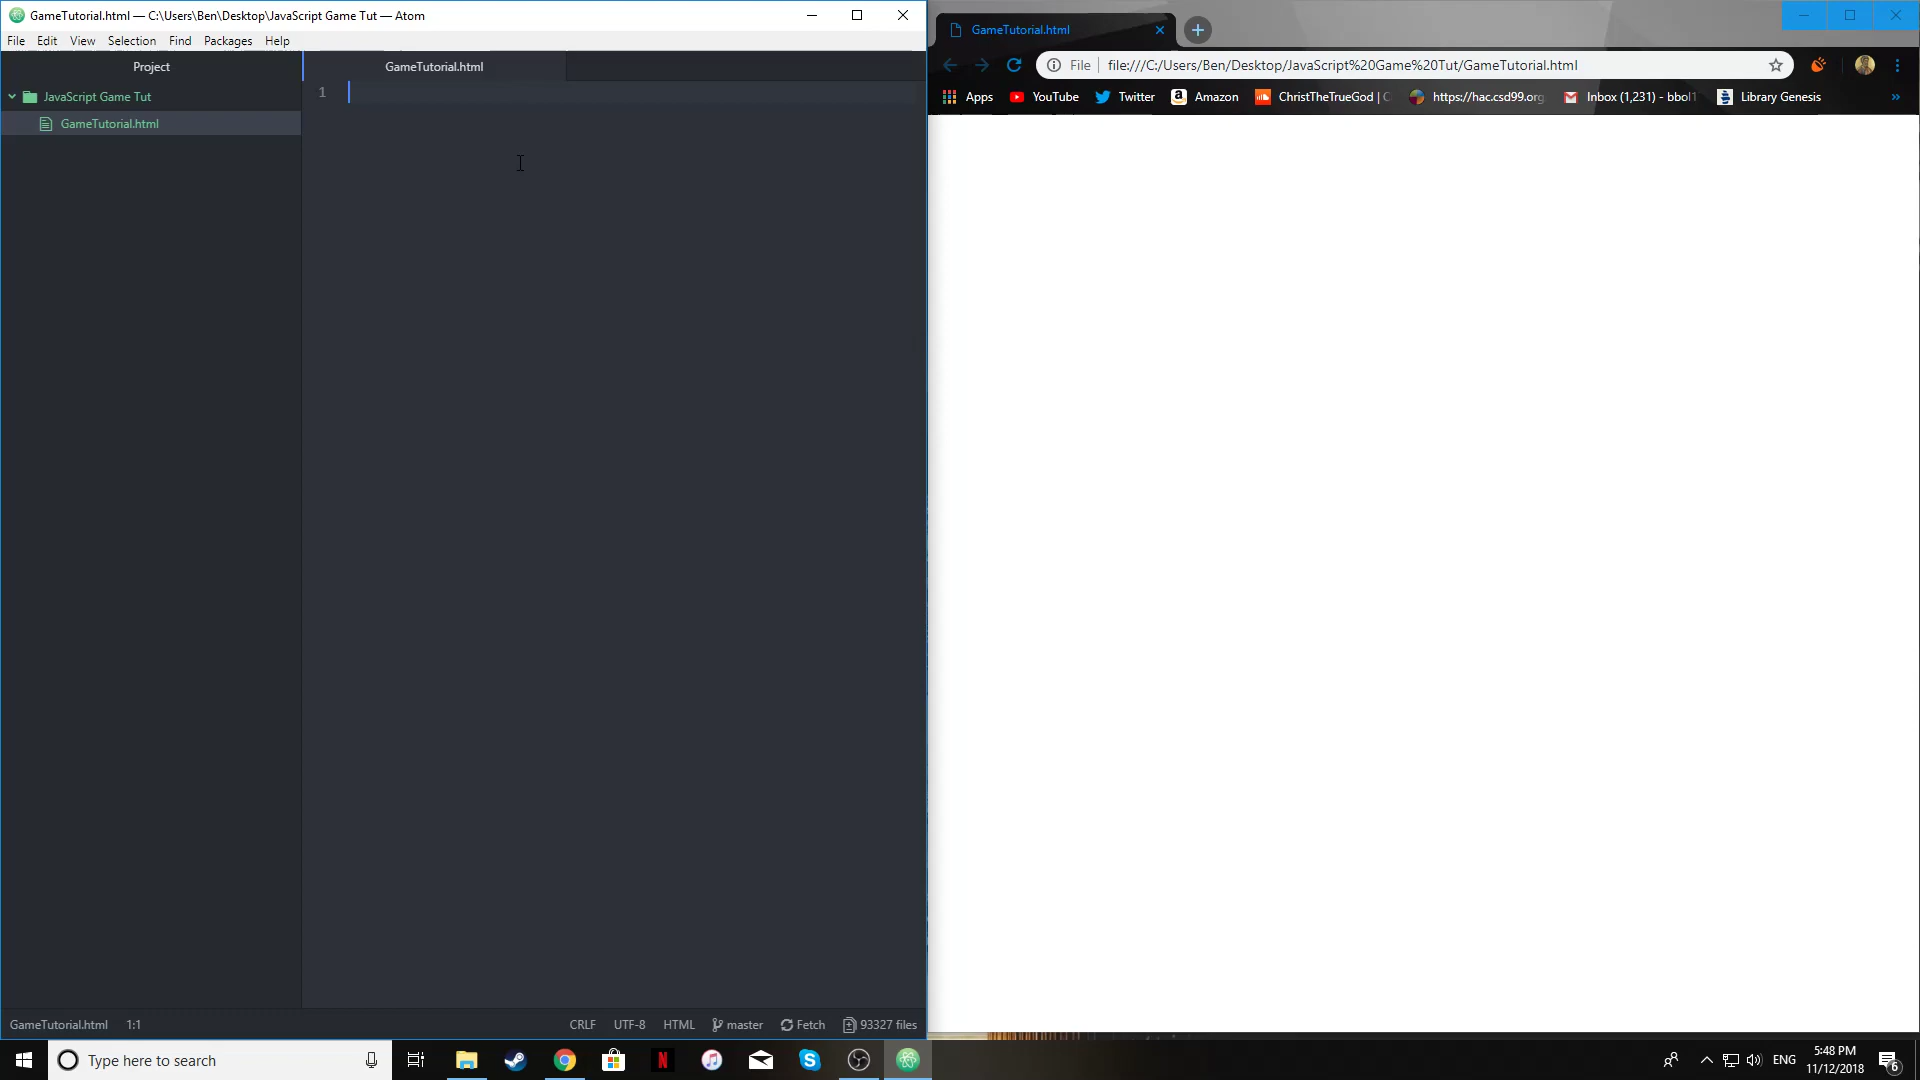 GameTutorial.html — C:\Users\Ben\Desktop\JavaScript Game Tut — Atom
File Edit View Selection Find Packages Help
Project
JavaScript Game Tut
GameTutorial.html
GameTutorial.html
1
GameTutorial.html 1:1
CRLF UTF-8 HTML master Fetch 93327 files
GameTutorial.html
File file:///C:/Users/Ben/Desktop/JavaScript%20Game%20Tut/GameTutorial.html
Apps YouTube Twitter Amazon ChristTheTrueGod | https://hac.csd99.org Inbox (1,231) - bbol1 Library Genesis »
Type here to search
ENG
5:48 PM
11/12/2018
6